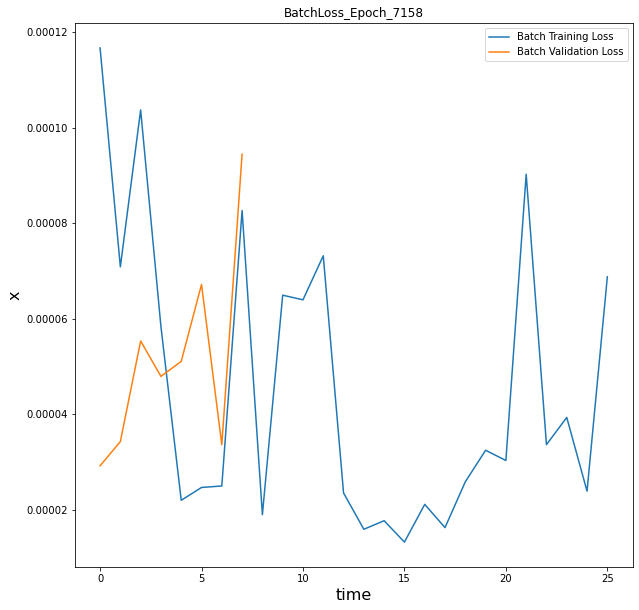 BatchLoss_Epoch_7158
Batch Training Loss
Batch Validation Loss
0.00012
0.00010
0.00008
0.00006
0.00004
0.00002
x
0 5 10 15 20 25
time